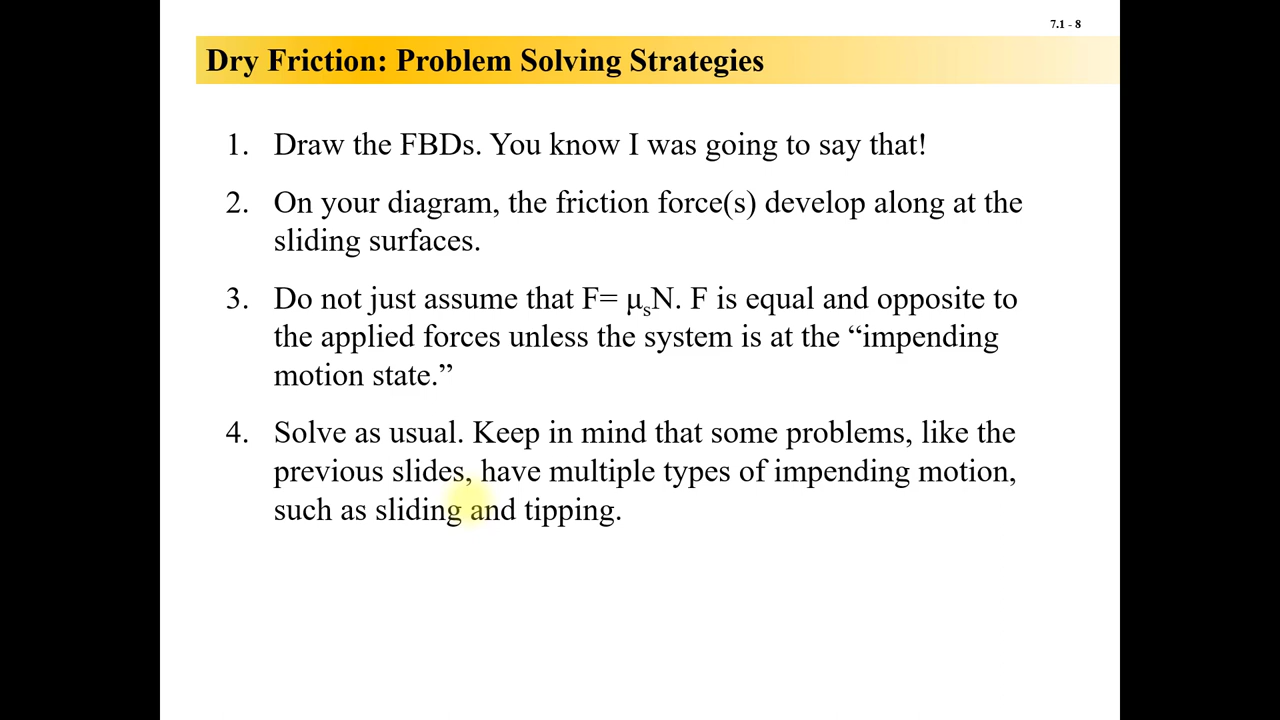 7.1 - 8
Dry Friction: Problem Solving Strategies
1. Draw the FBDs. You know I was going to say that!
2. On your diagram, the friction force(s) develop along at the
sliding surfaces.
3. Do not just assume that F= μsN. F is equal and opposite to
the applied forces unless the system is at the “impending
motion state.”
4. Solve as usual. Keep in mind that some problems, like the
previous slides, have multiple types of impending motion,
such as sliding and tipping.